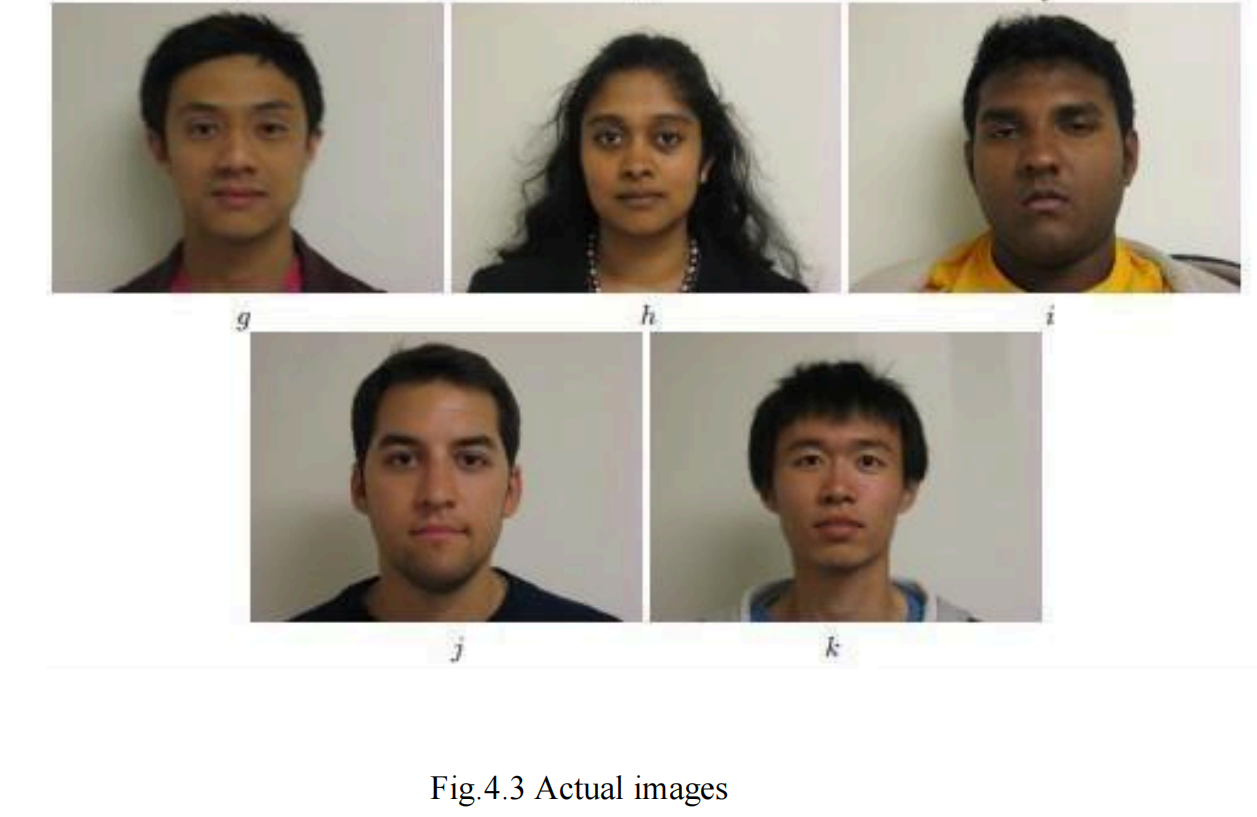 g h i
j k
Fig.4.3 Actual images